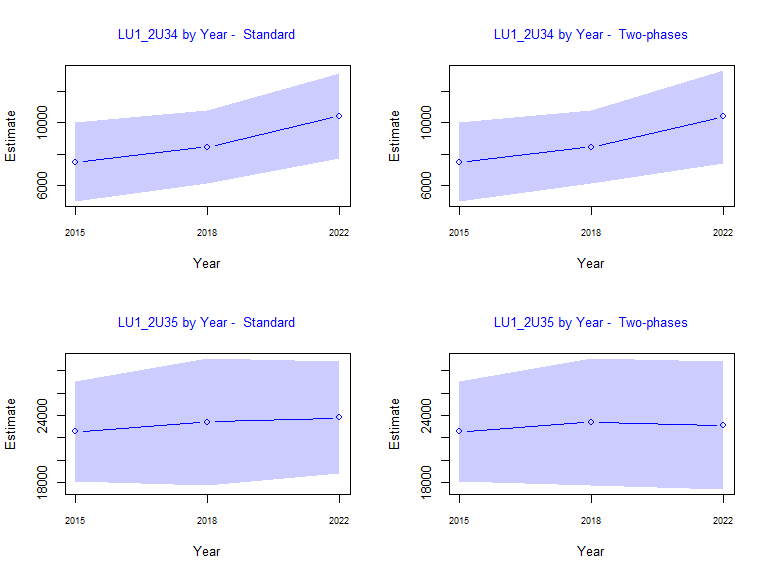 LU1_2U34 by Year -  Standard
Estimate
10000
6000
2015
2018
2022
Year
LU1_2U34 by Year -  Two-phases
Estimate
10000
6000
2015
2018
2022
Year
LU1_2U35 by Year -  Standard
Estimate
24000
18000
2015
2018
2022
Year
LU1_2U35 by Year -  Two-phases
Estimate
24000
18000
2015
2018
2022
Year